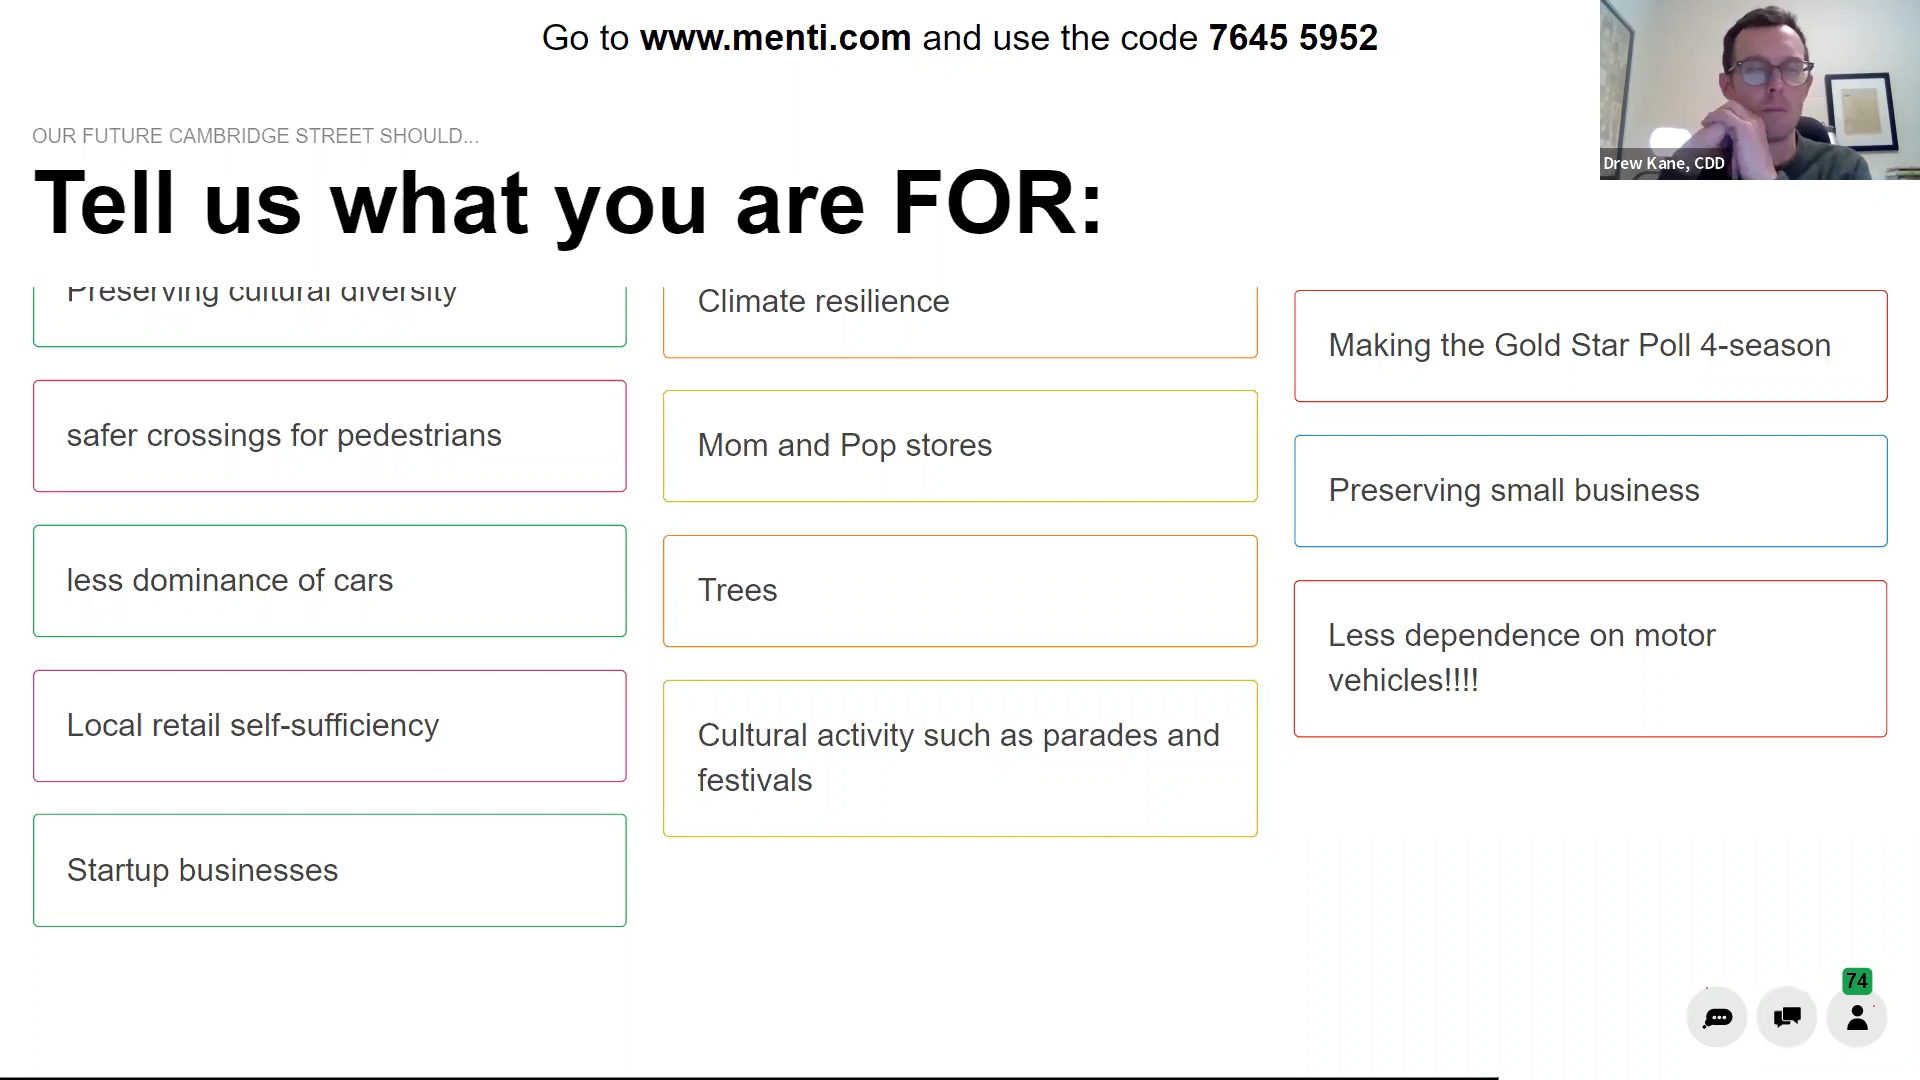 Go to www.menti.com and use the code 7645 5952
Drew Kane, CDD
OUR FUTURE CAMBRIDGE STREET SHOULD...
Tell us what you are FOR:
Preserving cultural diversity
safer crossings for pedestrians
less dominance of cars
Local retail self-sufficiency
Startup businesses
Climate resilience
Mom and Pop stores
Trees
Cultural activity such as parades and
festivals
Making the Gold Star Poll 4-season
Preserving small business
Less dependence on motor
vehicles!!!!
74